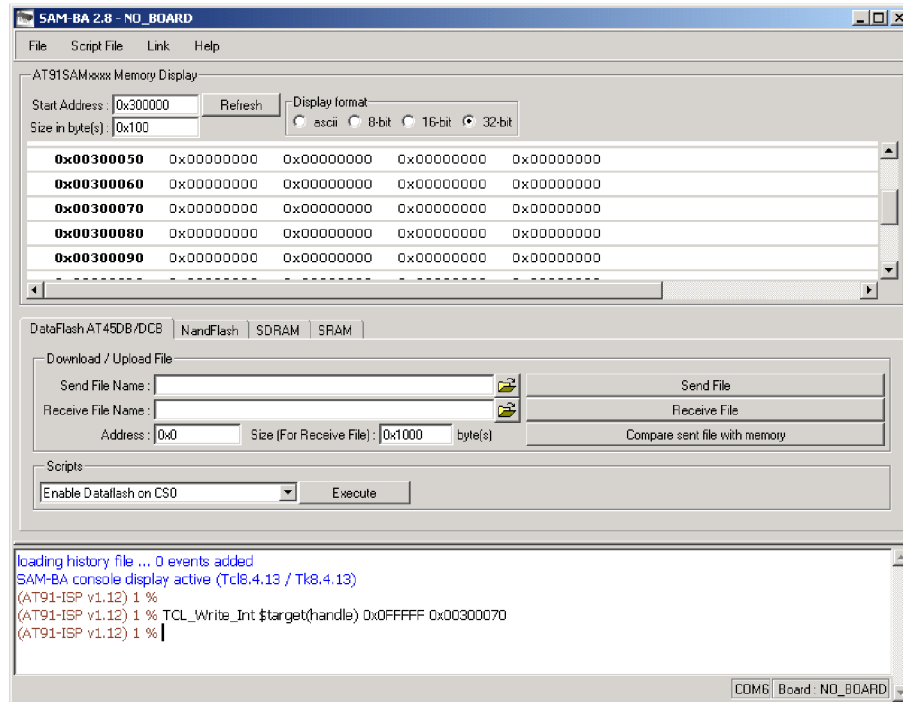 SAM-BA 2.8 - NO_BOARD
File Script File Link Help
AT91SAMxxxx Memory Display
Start Address : 0x300000 Refresh
Size in byte(s) : 0x100
Display format
ascii 8-bit 16-bit 32-bit
0x00300050 0x00000000 0x00000000 0x00000000 0x00000000
0x00300060 0x00000000 0x00000000 0x00000000 0x00000000
0x00300070 0x00000000 0x00000000 0x00000000 0x00000000
0x00300080 0x00000000 0x00000000 0x00000000 0x00000000
0x00300090 0x00000000 0x00000000 0x00000000 0x00000000
DataFlash AT45DB/DCB NandFlash SDRAM SRAM
Download / Upload File
Send File Name : Send File
Receive File Name : Receive File
Address : 0x0 Size (For Receive File) : 0x1000 byte(s) Compare sent file with memory
Scripts
Enable Dataflash on CS0 Execute
loading history file ... 0 events added
SAM-BA console display active (Tcl8.4.13 / Tk8.4.13)
(AT91-ISP v1.12) 1 %
(AT91-ISP v1.12) 1 % TCL_Write_Int $target(handle) 0x0FFFFF 0x00300070
(AT91-ISP v1.12) 1 %
COM6 Board : NO_BOARD